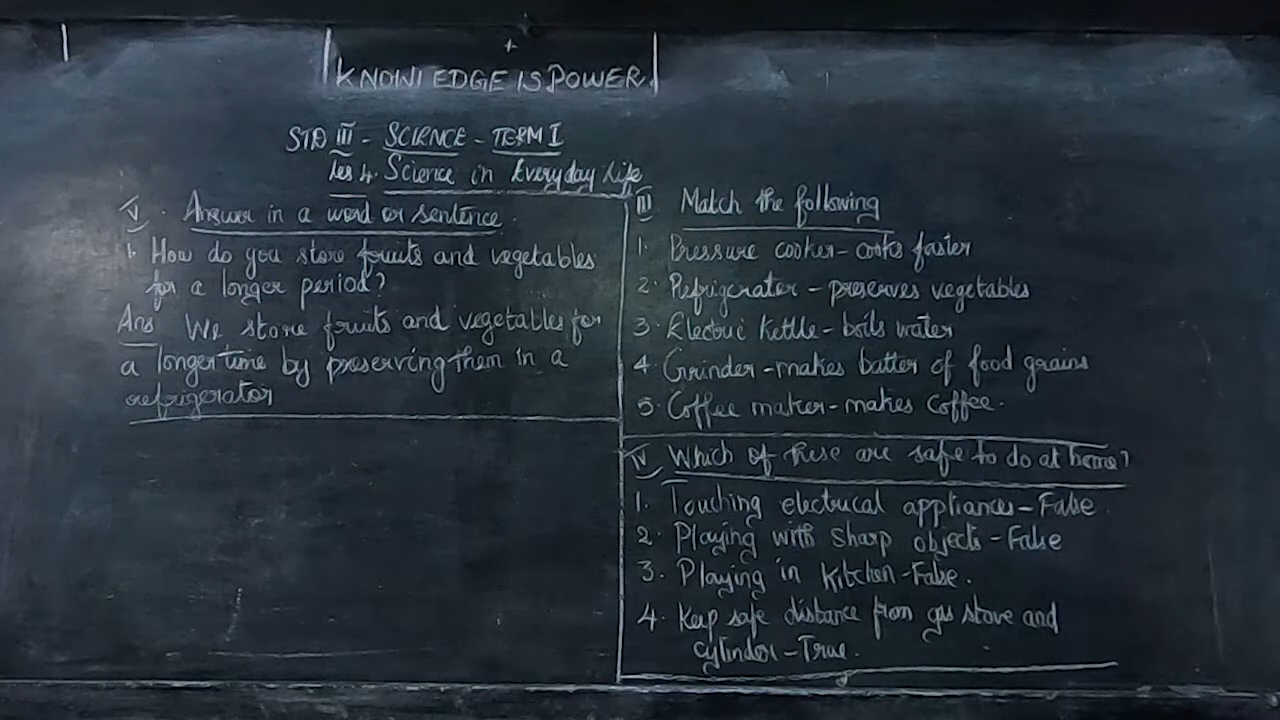 KNOWLEDGE IS POWER
STD III - SCIENCE - TERM I
Les 4. Science in Everyday Life
V. Answer in a word or sentence.
1. How do you store fruits and vegetables
for a longer period?
Ans We store fruits and vegetables for
a longer time by preserving them in a
refrigerator
III Match the following
1. Pressure cooker - cooks faster
2. Refrigerator - preserves vegetables
3. Electric Kettle - boils water
4. Grinder - makes batter of food grains
5. Coffee maker - makes coffee.
IV Which of these are safe to do at home?
1. Touching electrical appliances - False.
2. Playing with sharp objects - False
3. Playing in kitchen - False.
4. Keep safe distance from gas stove and
cylinder - True.